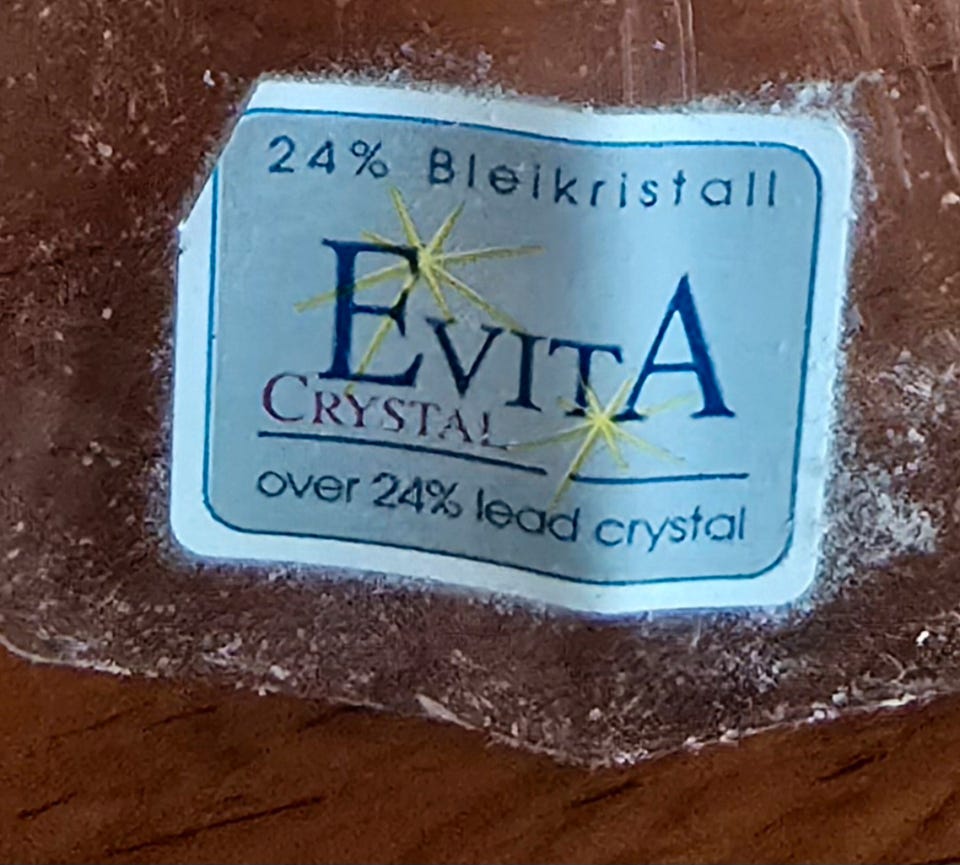 24% Bleikristall
EVITA
CRYSTAL
over 24% lead crystal